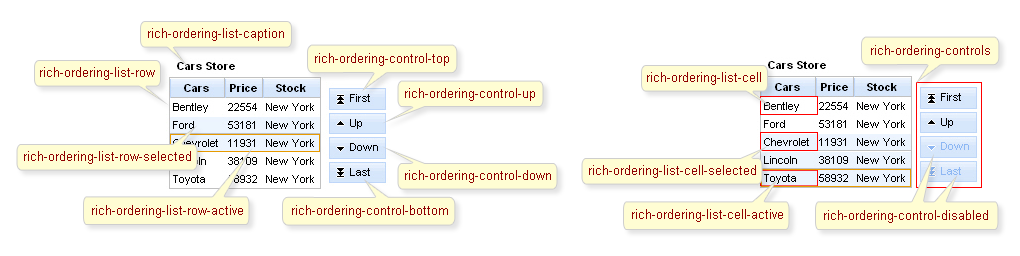 rich-ordering-list-caption
rich-ordering-list-row
rich-ordering-control-top
Cars Store
Cars Price Stock
Bentley 22554 New York
Ford 53181 New York
Chevrolet 11931 New York
Lincoln 38109 New York
Toyota 58932 New York
First
Up
Down
Last
rich-ordering-control-up
rich-ordering-list-row-selected
rich-ordering-control-down
rich-ordering-list-row-active
rich-ordering-control-bottom
rich-ordering-controls
Cars Store
rich-ordering-list-cell
Cars Price Stock
Bentley 22554 New York
Ford 53181 New York
Chevrolet 11931 New York
Lincoln 38109 New York
Toyota 58932 New York
First
Up
Down
Last
rich-ordering-list-cell-selected
rich-ordering-list-cell-active
rich-ordering-control-disabled